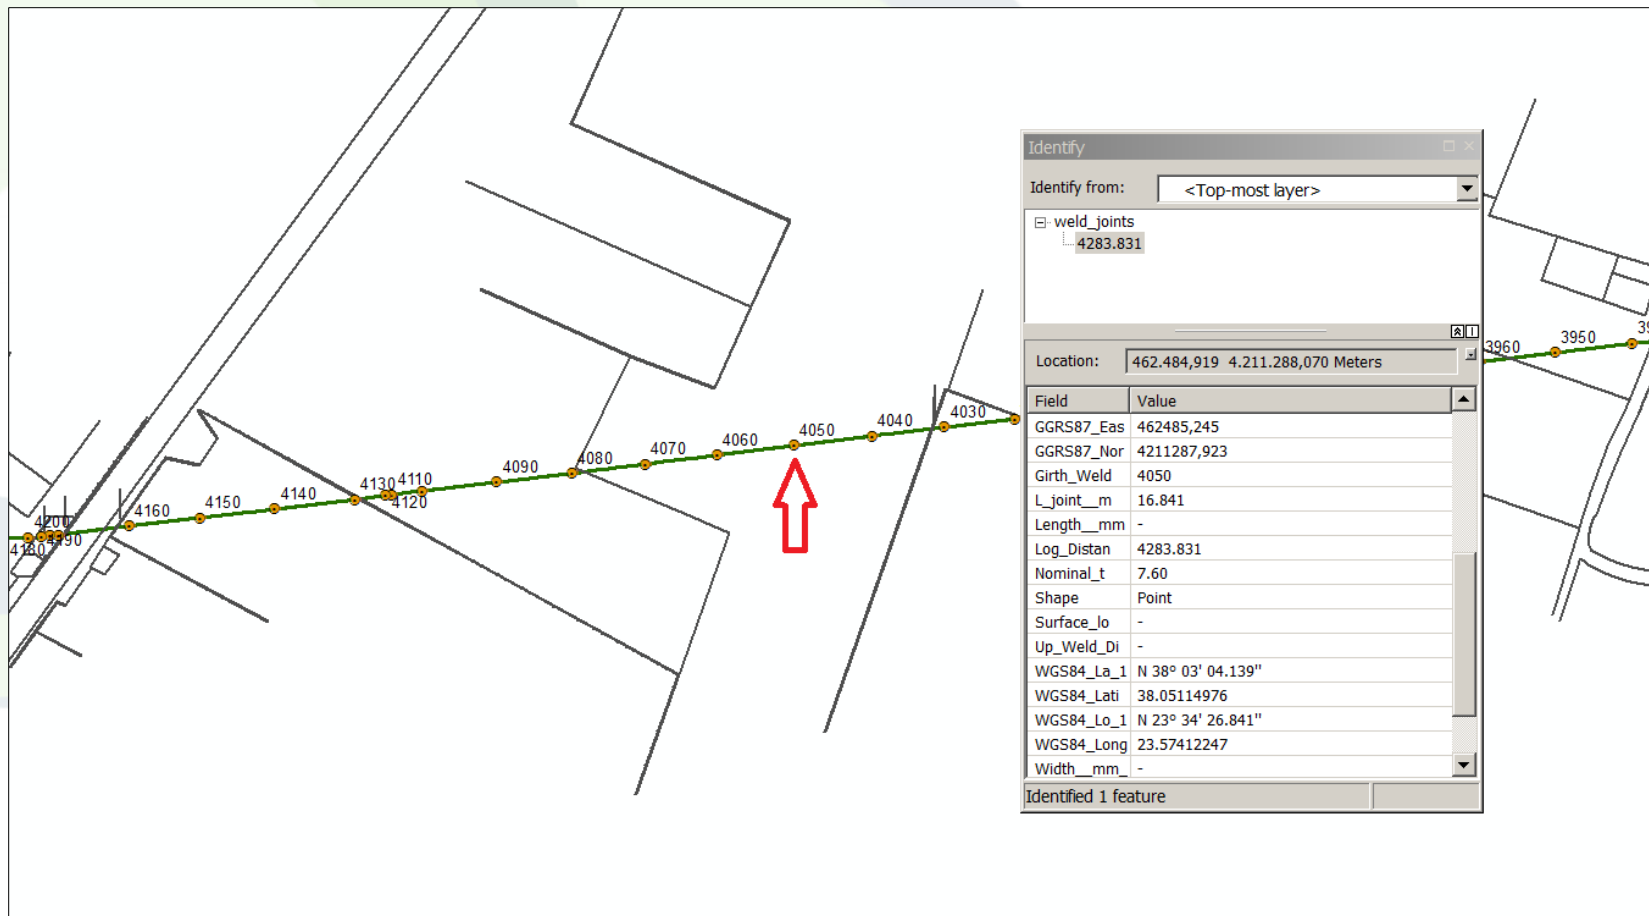 Identify
Identify from: <Top-most layer>
weld_joints
4283.831
Location: 462.484,919 4.211.288,070 Meters
Field Value
GGRS87_Eas 462485,245
GGRS87_Nor 4211287,923
Girth_Weld 4050
L_joint_m 16.841
Length__mm -
Log_Distan 4283.831
Nominal_t 7.60
Shape Point
Surface_lo -
Up_Weld_Di -
WGS84_La_1 N 38º 03' 04.139''
WGS84_Lati 38.05114976
WGS84_Lo_1 N 23º 34' 26.841''
WGS84_Long 23.57412247
Width__mm_ -
Identified 1 feature
3950
3960
4030
4040
4050
4060
4070
4080
4090
4110
4130
4120
4140
4150
4160
4200
4190
4180